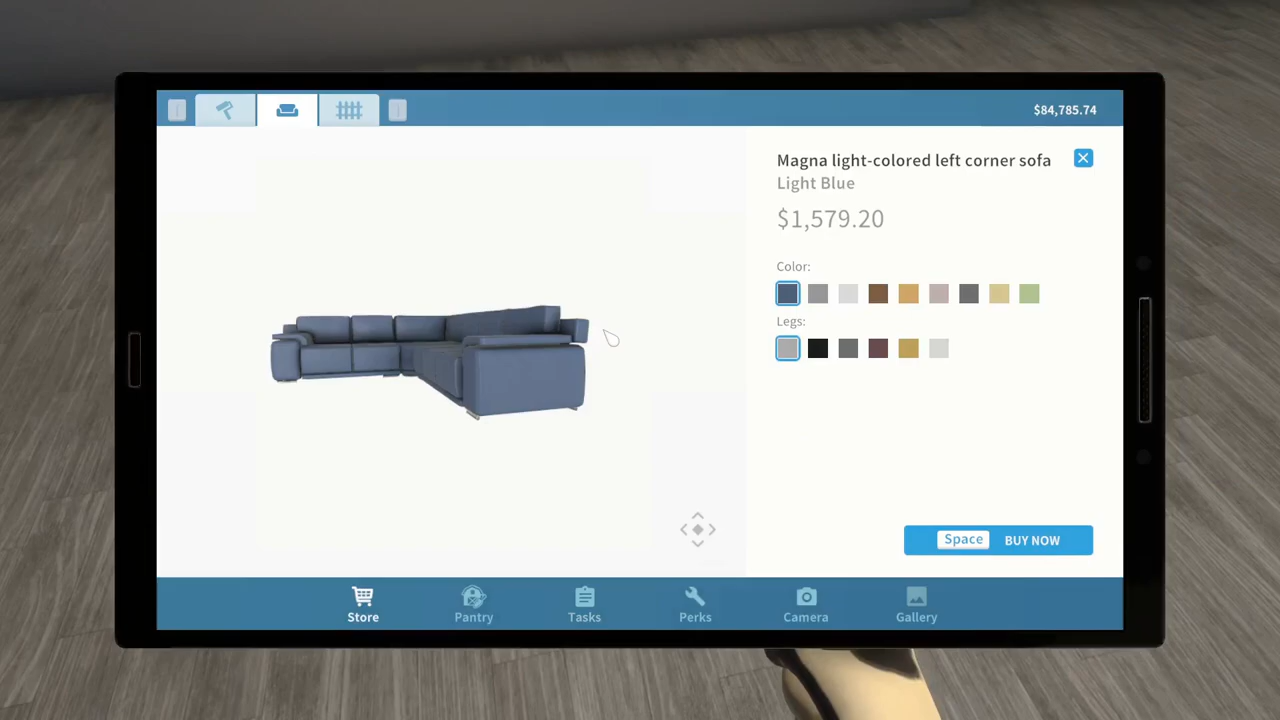 $84,785.74
Magna light-colored left corner sofa
Light Blue
$1,579.20
Color:
Legs:
Space BUY NOW
Store Pantry Tasks Perks Camera Gallery